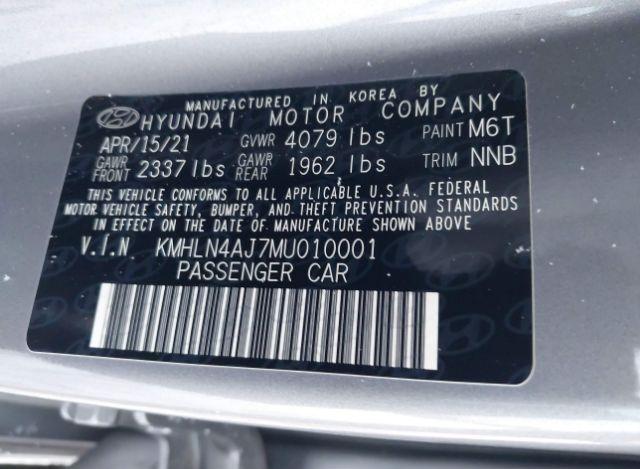 MANUFACTURED IN KOREA BY
HYUNDAI MOTOR COMPANY
APR/15/21 GVWR 4079 lbs PAINT M6T
GAWR FRONT 2337 lbs GAWR REAR 1962 lbs TRIM NNB
THIS VEHICLE CONFORMS TO ALL APPLICABLE U.S.A. FEDERAL
MOTOR VEHICLE SAFETY, BUMPER, AND THEFT PREVENTION STANDARDS
IN EFFECT ON THE DATE OF MANUFACTURE SHOWN ABOVE
V.I.N KMHLN4AJ7MU010001
PASSENGER CAR